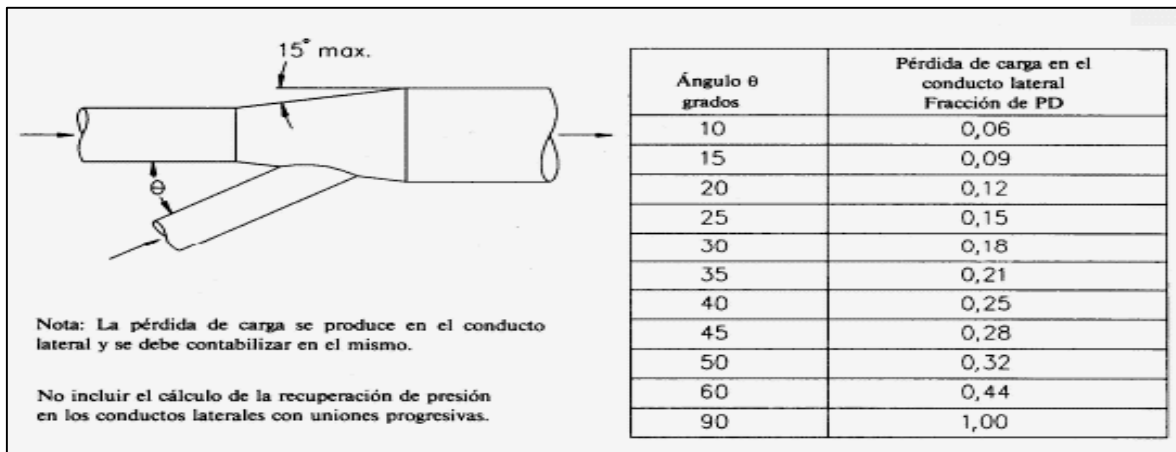 15° max.
θ
Nota: La pérdida de carga se produce en el conducto
lateral y se debe contabilizar en el mismo.
No incluir el cálculo de la recuperación de presión
en los conductos laterales con uniones progresivas.
Ángulo θ
grados
Pérdida de carga en el
conducto lateral
Fracción de PD
10 0,06
15 0,09
20 0,12
25 0,15
30 0,18
35 0,21
40 0,25
45 0,28
50 0,32
60 0,44
90 1,00